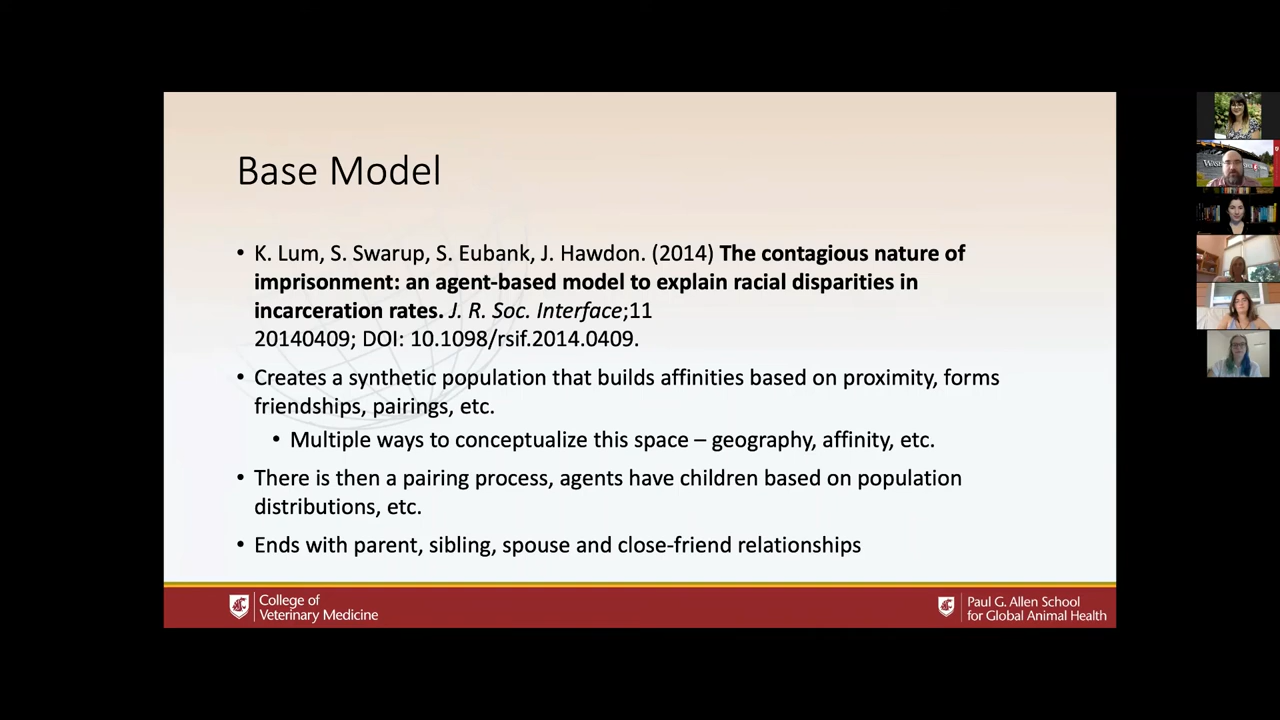 Base Model
• K. Lum, S. Swarup, S. Eubank, J. Hawdon. (2014) The contagious nature of
imprisonment: an agent-based model to explain racial disparities in
incarceration rates. J. R. Soc. Interface;11
20140409; DOI: 10.1098/rsif.2014.0409.
• Creates a synthetic population that builds affinities based on proximity, forms
friendships, pairings, etc.
• Multiple ways to conceptualize this space – geography, affinity, etc.
• There is then a pairing process, agents have children based on population
distributions, etc.
• Ends with parent, sibling, spouse and close-friend relationships
College of
Veterinary Medicine
Paul G. Allen School
for Global Animal Health